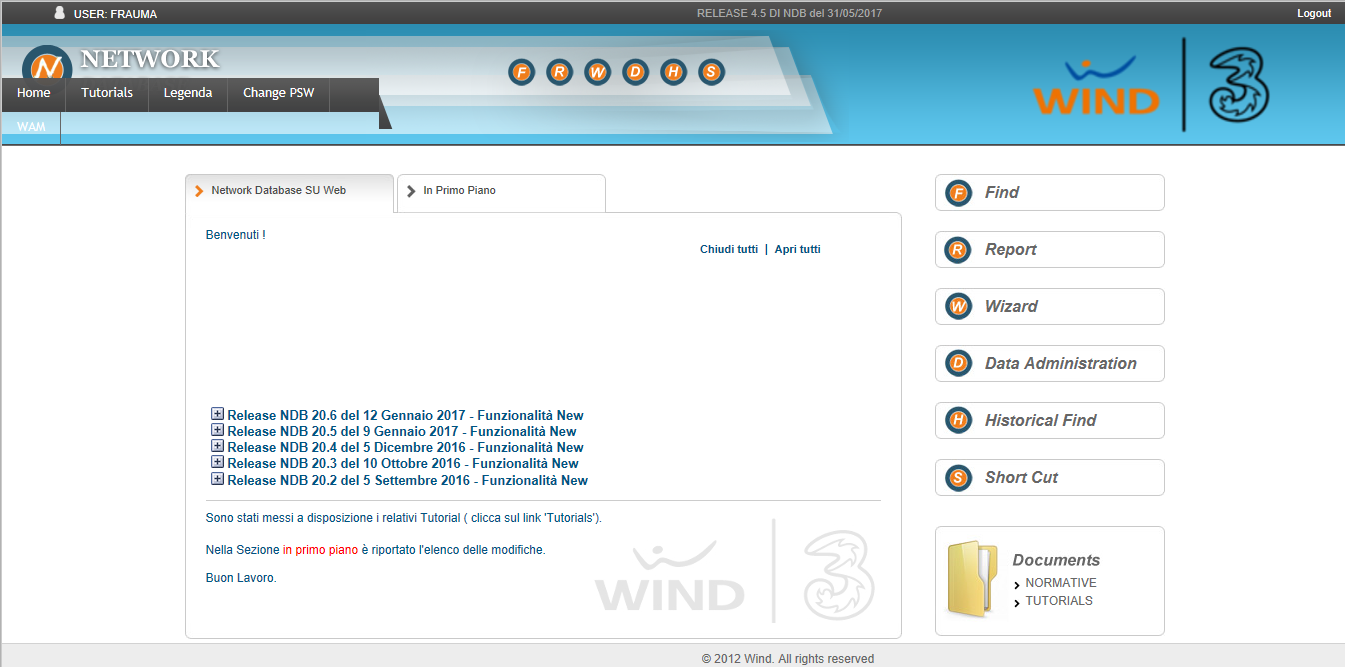 USER: FRAUMA
RELEASE 4.5 DI NDB del 31/05/2017
Logout
N NETWORK
F R W D H S
WIND 3
Home Tutorials Legenda Change PSW
WAM
Network Database SU Web
In Primo Piano
Benvenuti !
Chiudi tutti | Apri tutti
Release NDB 20.6 del 12 Gennaio 2017 - Funzionalità New
Release NDB 20.5 del 9 Gennaio 2017 - Funzionalità New
Release NDB 20.4 del 5 Dicembre 2016 - Funzionalità New
Release NDB 20.3 del 10 Ottobre 2016 - Funzionalità New
Release NDB 20.2 del 5 Settembre 2016 - Funzionalità New
Sono stati messi a disposizione i relativi Tutorial ( clicca sul link 'Tutorials').
Nella Sezione in primo piano è riportato l'elenco delle modifiche.
Buon Lavoro.
WIND 3
F Find
R Report
W Wizard
D Data Administration
H Historical Find
S Short Cut
Documents
NORMATIVE
TUTORIALS
© 2012 Wind. All rights reserved